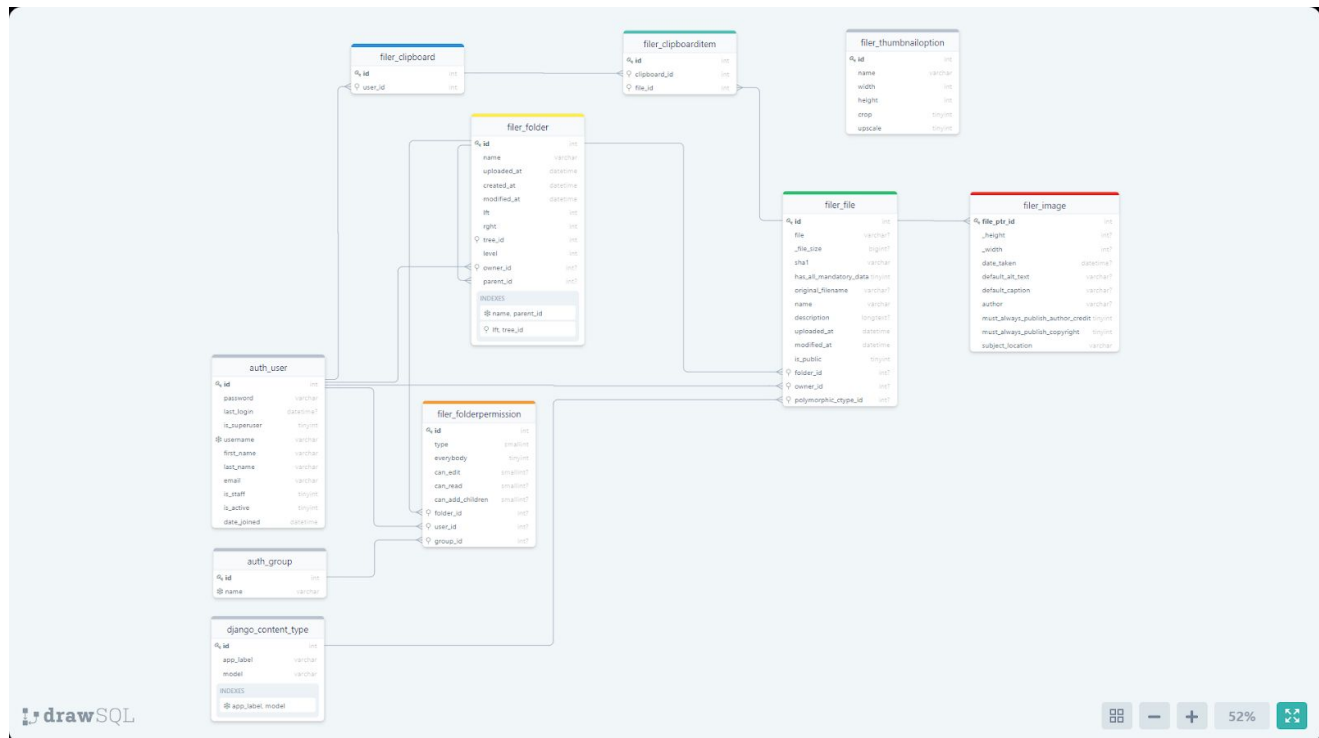 filer_clipboard
id int
user_id int
filer_clipboarditem
id int
clipboard_id int
file_id int
filer_thumbnailoption
id int
name varchar
width int
height int
crop tinyint
upscale tinyint
filer_folder
id int
name varchar
uploaded_at datetime
created_at datetime
modified_at datetime
lft int
rght int
tree_id int
level int
owner_id int?
parent_id int?
INDEXES
name, parent_id
lft, tree_id
filer_file
id int
file varchar?
_file_size bigint?
sha1 varchar
has_all_mandatory_data tinyint
original_filename varchar?
name varchar
description longtext?
uploaded_at datetime
modified_at datetime
is_public tinyint
folder_id int?
owner_id int?
polymorphic_ctype_id int?
filer_image
file_ptr_id int
_height int?
_width int?
date_taken datetime?
default_alt_text varchar?
default_caption varchar?
author varchar?
must_always_publish_author_credit tinyint
must_always_publish_copyright tinyint
subject_location varchar
auth_user
id int
password varchar
last_login datetime?
is_superuser tinyint
username varchar
first_name varchar
last_name varchar
email varchar
is_staff tinyint
is_active tinyint
date_joined datetime
filer_folderpermission
id int
type smallint
everybody tinyint
can_edit smallint?
can_read smallint?
can_add_children smallint?
folder_id int?
user_id int?
group_id int?
auth_group
id int
name varchar
django_content_type
id int
app_label varchar
model varchar
INDEXES
app_label, model
drawSQL
52%